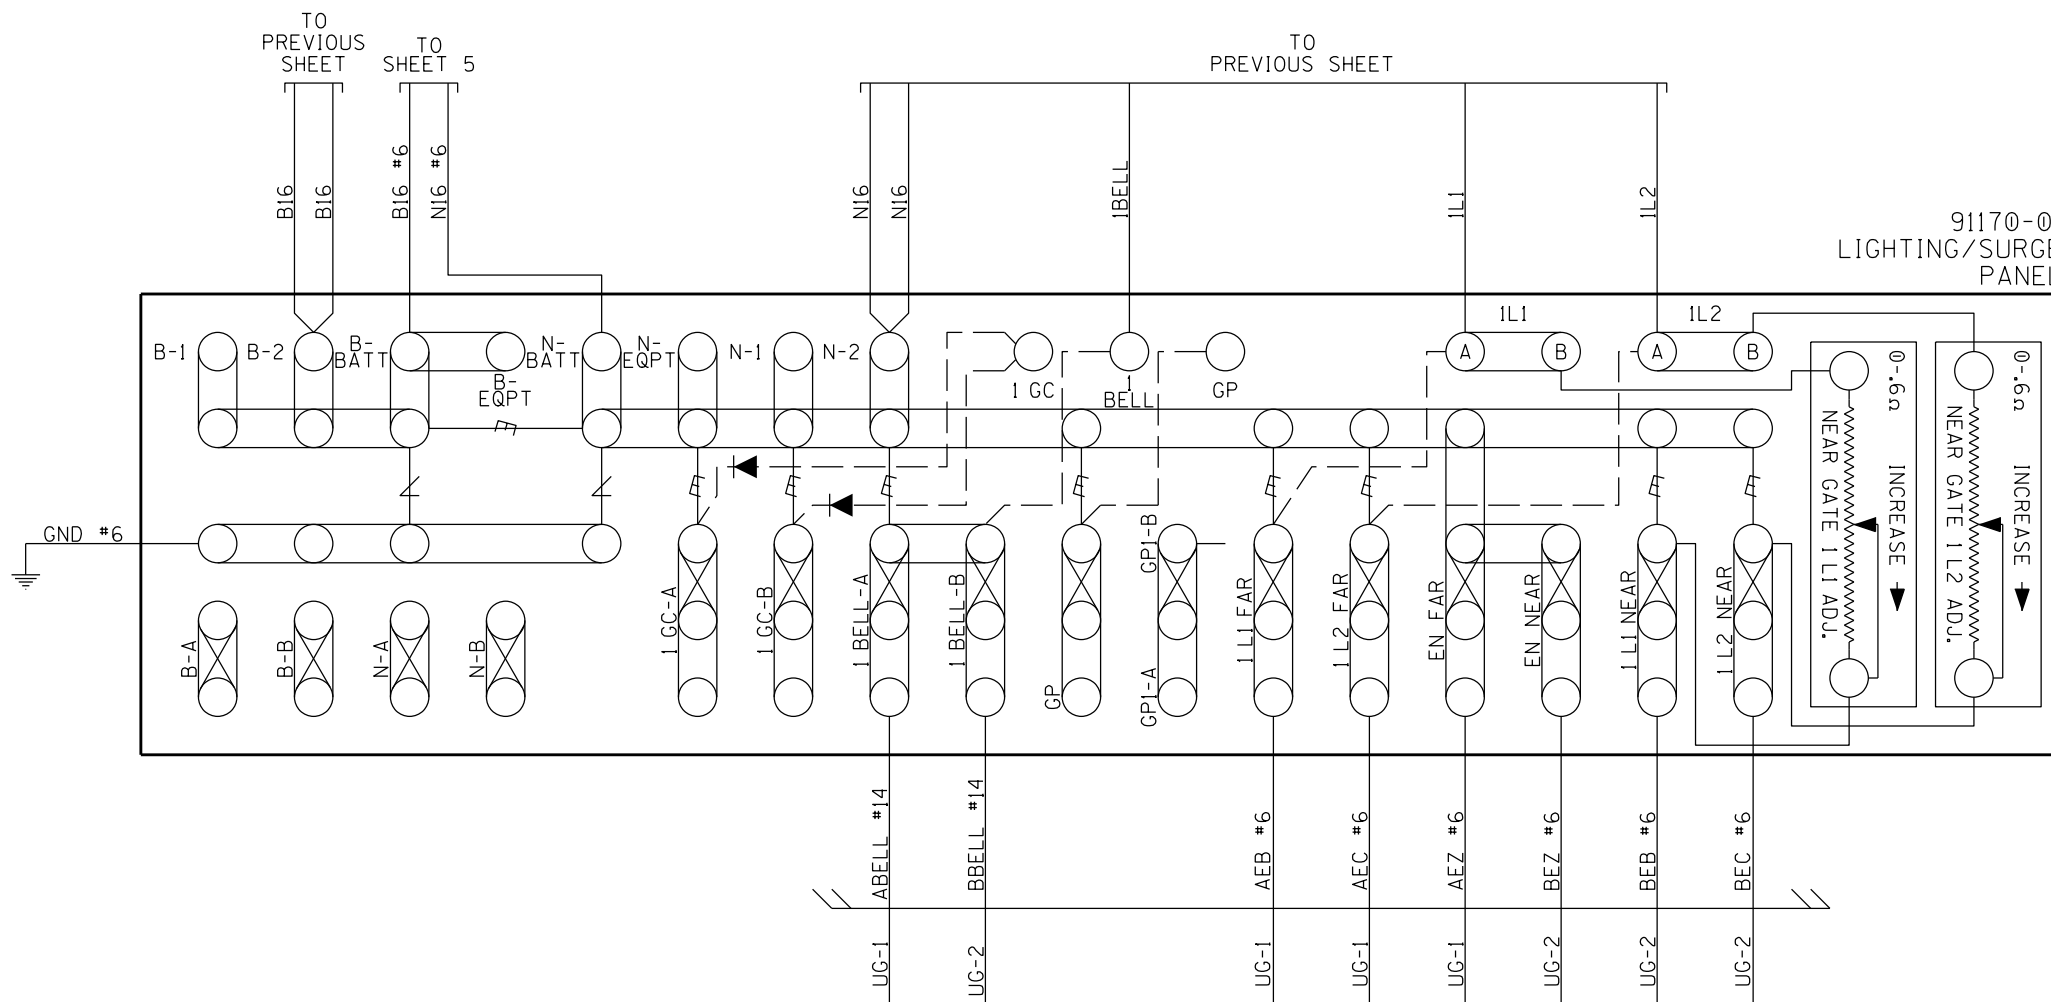 TO
PREVIOUS
SHEET
TO
SHEET 5
TO
PREVIOUS SHEET
B16
B16
B16 #6
N16 #6
N16
N16
1BELL
1L1
1L2
91170-0
LIGHTING/SURGE
PANEL
B-1
B-2
B-
BATT
B-
EQPT
N-
BATT
N-
EQPT
N-1
N-2
1 GC
1
BELL
GP
1L1
A
B
1L2
A
B
0-.6Ω
INCREASE
NEAR GATE 1 L1 ADJ.
0-.6Ω
INCREASE
NEAR GATE 1 L2 ADJ.
GND #6
B-A
B-B
N-A
N-B
1 GC-A
1 GC-B
1 BELL-A
1 BELL-B
GP
GP1-B
GP1-A
1 L1 FAR
1 L2 FAR
EN FAR
EN NEAR
1 L1 NEAR
1 L2 NEAR
ABELL #14
BBELL #14
AEB #6
AEC #6
AEZ #6
BEZ #6
BEB #6
BEC #6
UG-1
UG-2
UG-1
UG-1
UG-1
UG-2
UG-2
UG-2